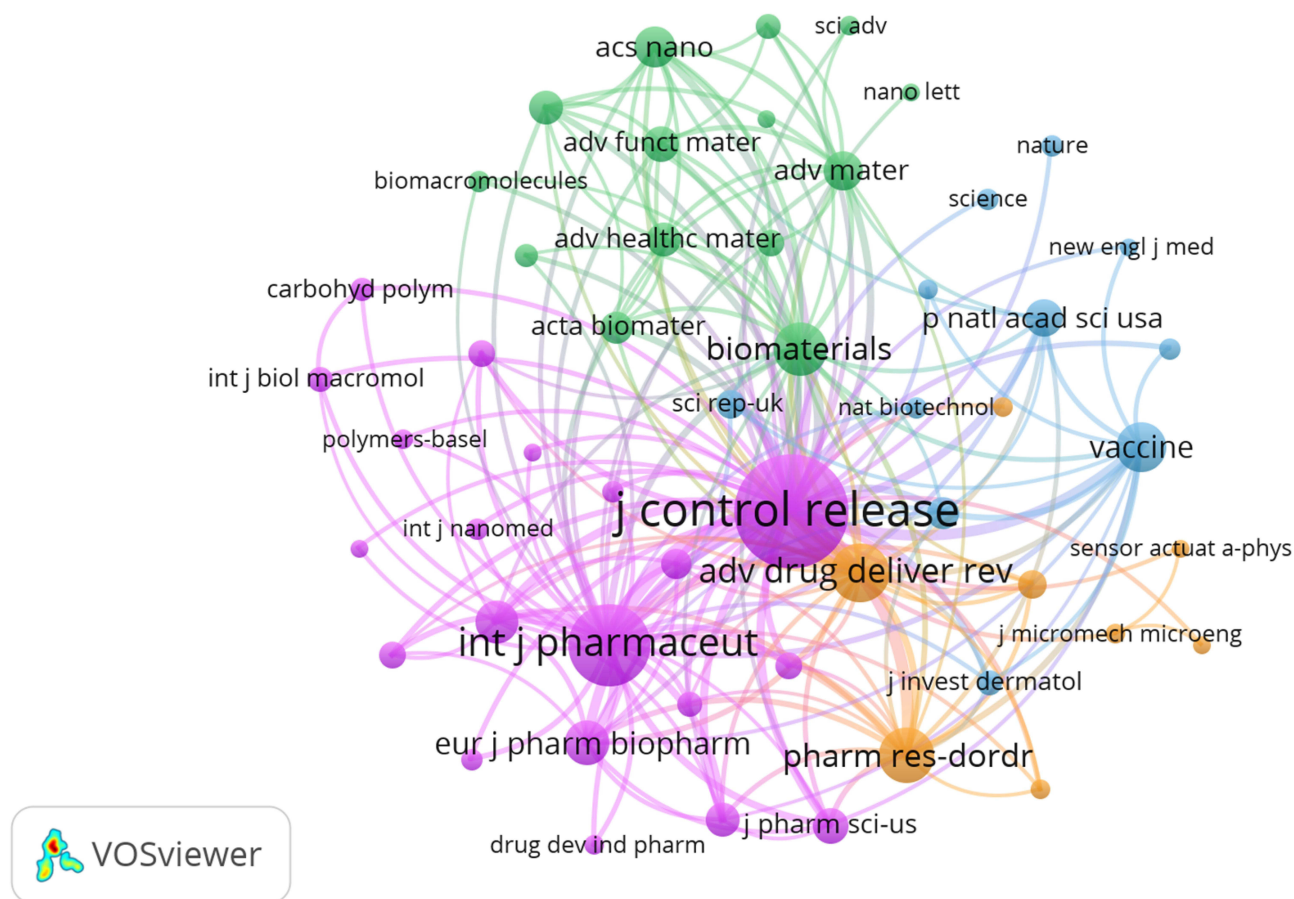 sci adv
acs nano
nano lett
adv funct mater
nature
adv mater
biomacromolecules
science
adv healthc mater
new engl j med
carbohyd polym
p natl acad sci usa
acta biomater
biomaterials
int j biol macromol
sci rep-uk
nat biotechnol
polymers-basel
vaccine
j control release
int j nanomed
sensor actuat a-phys
adv drug deliver rev
j micromech microeng
int j pharmaceut
j invest dermatol
eur j pharm biopharm
pharm res-dordr
j pharm sci-us
drug dev ind pharm
VOSviewer